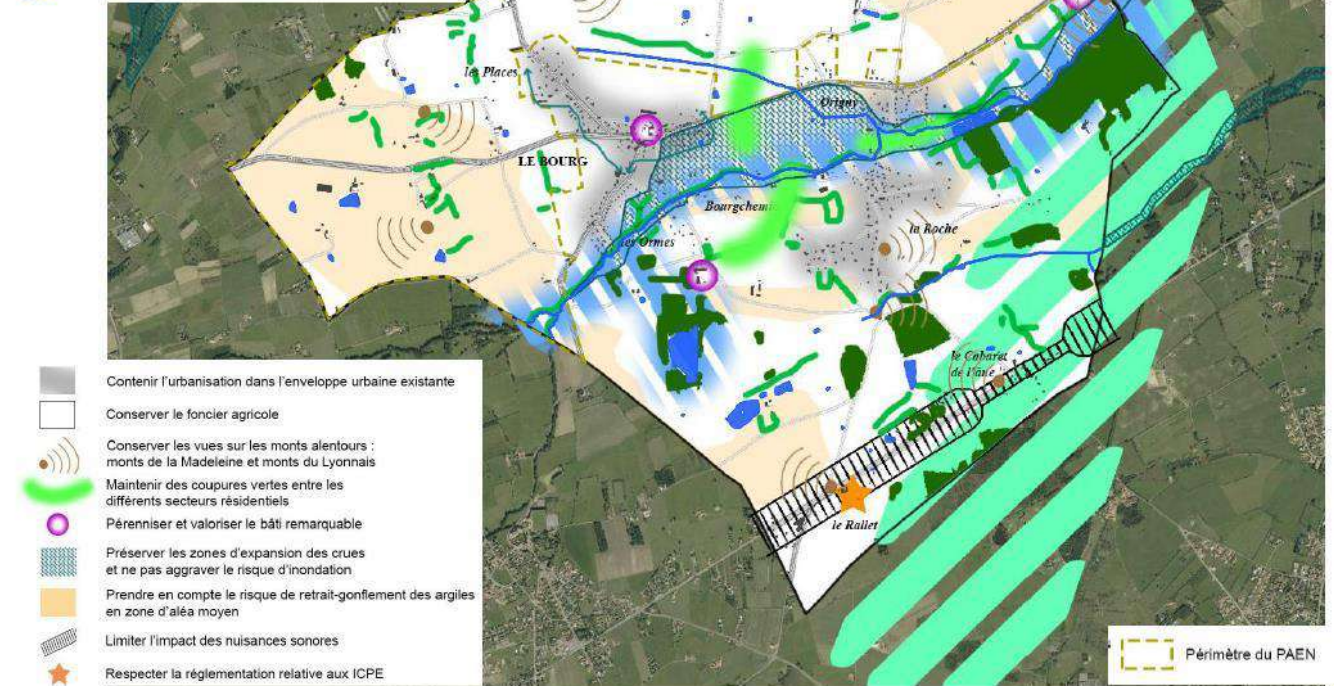 les Places
Origny
LE BOURG
Bourgchemin
la Roche
les Ormes
le Cabaret
de l'âne
le Rallet
Contenir l'urbanisation dans l'enveloppe urbaine existante
Conserver le foncier agricole
Conserver les vues sur les monts alentours :
monts de la Madeleine et monts du Lyonnais
Maintenir des coupures vertes entre les
différents secteurs résidentiels
Pérenniser et valoriser le bâti remarquable
Préserver les zones d'expansion des crues
et ne pas aggraver le risque d'inondation
Prendre en compte le risque de retrait-gonflement des argiles
en zone d'aléa moyen
Limiter l'impact des nuisances sonores
Respecter la réglementation relative aux ICPE
Périmètre du PAEN